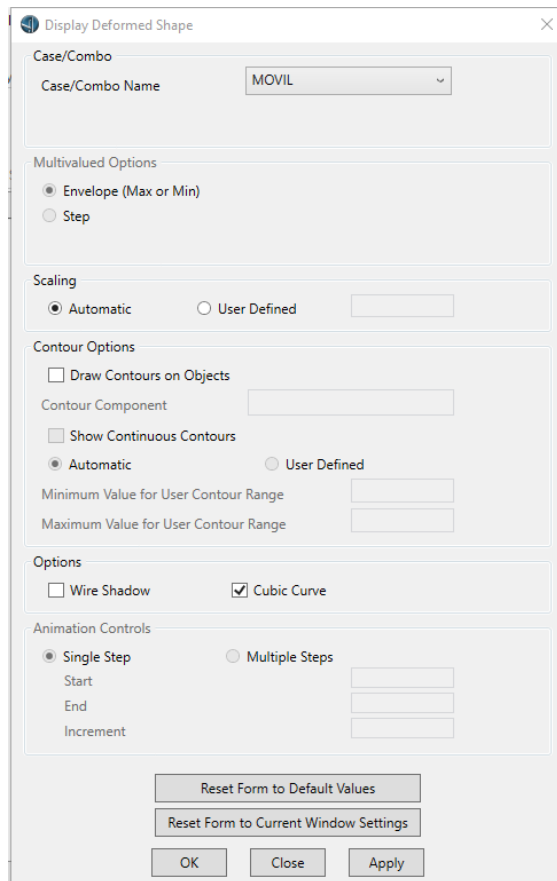 Display Deformed Shape
Case/Combo
Case/Combo Name MOVIL
Multivalued Options
Envelope (Max or Min)
Step
Scaling
Automatic User Defined
Contour Options
Draw Contours on Objects
Contour Component
Show Continuous Contours
Automatic User Defined
Minimum Value for User Contour Range
Maximum Value for User Contour Range
Options
Wire Shadow Cubic Curve
Animation Controls
Single Step Multiple Steps
Start
End
Increment
Reset Form to Default Values
Reset Form to Current Window Settings
OK Close Apply